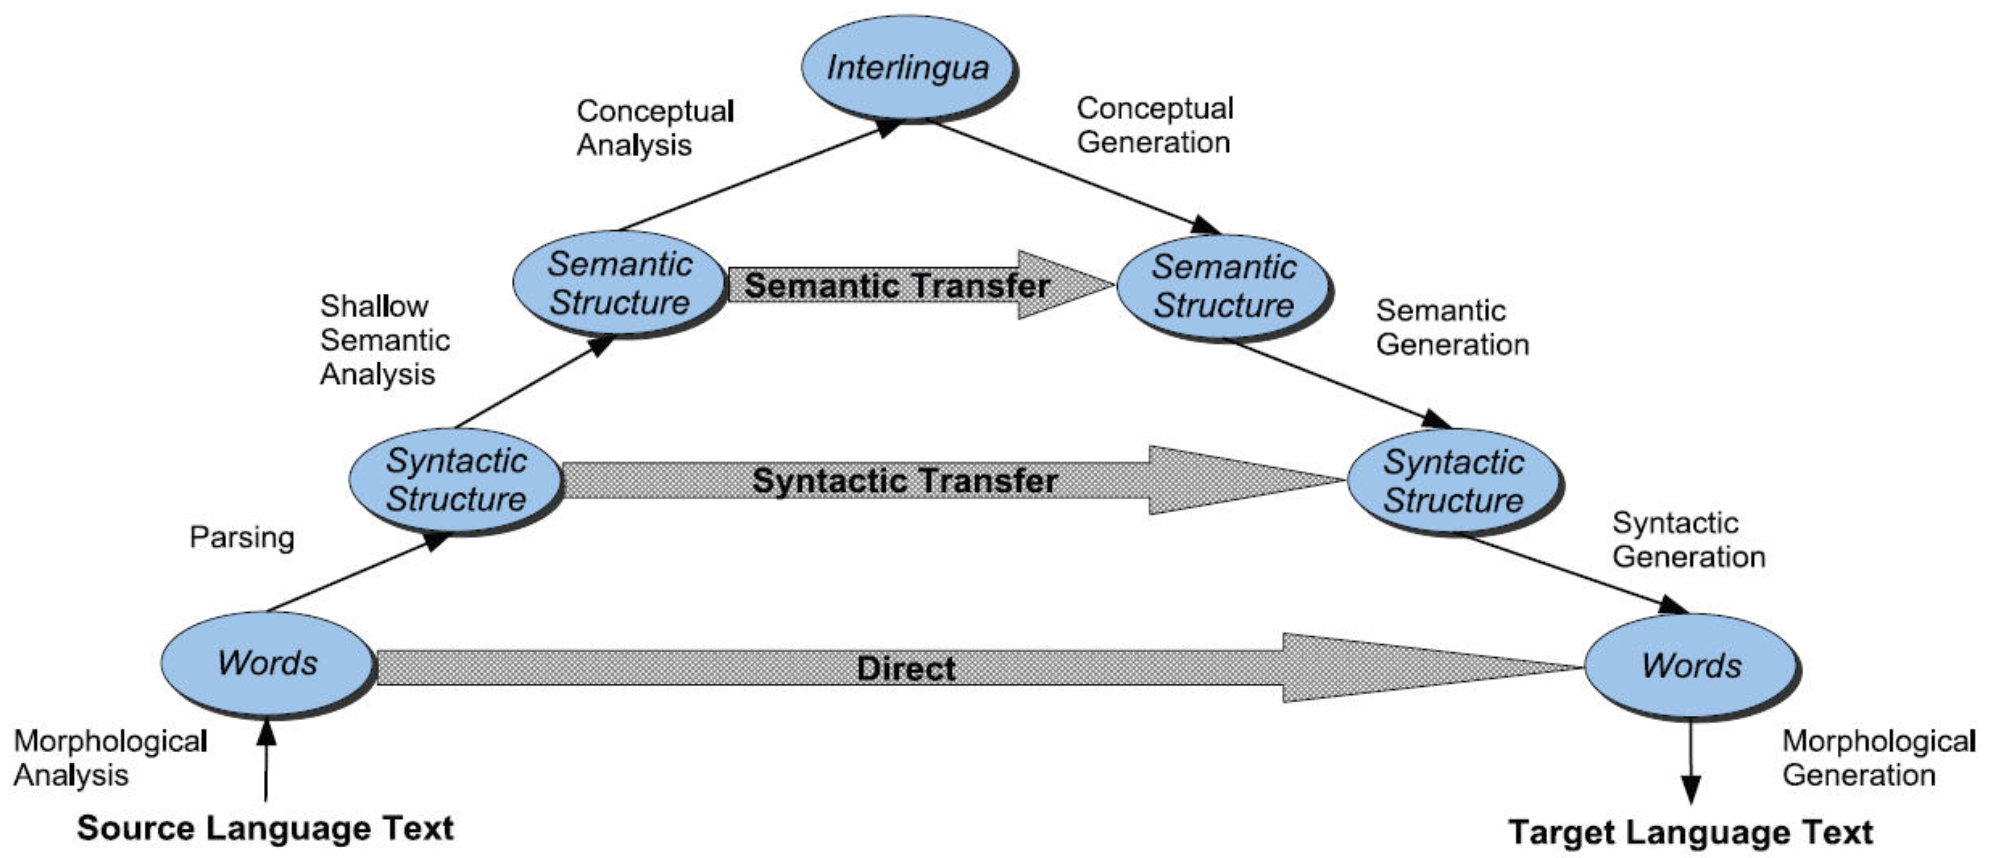 Interlingua
Conceptual
Analysis
Conceptual
Generation
Semantic
Structure
Semantic Transfer
Semantic
Structure
Shallow
Semantic
Analysis
Semantic
Generation
Syntactic
Structure
Syntactic Transfer
Syntactic
Structure
Parsing
Syntactic
Generation
Words
Direct
Words
Morphological
Analysis
Morphological
Generation
Source Language Text
Target Language Text